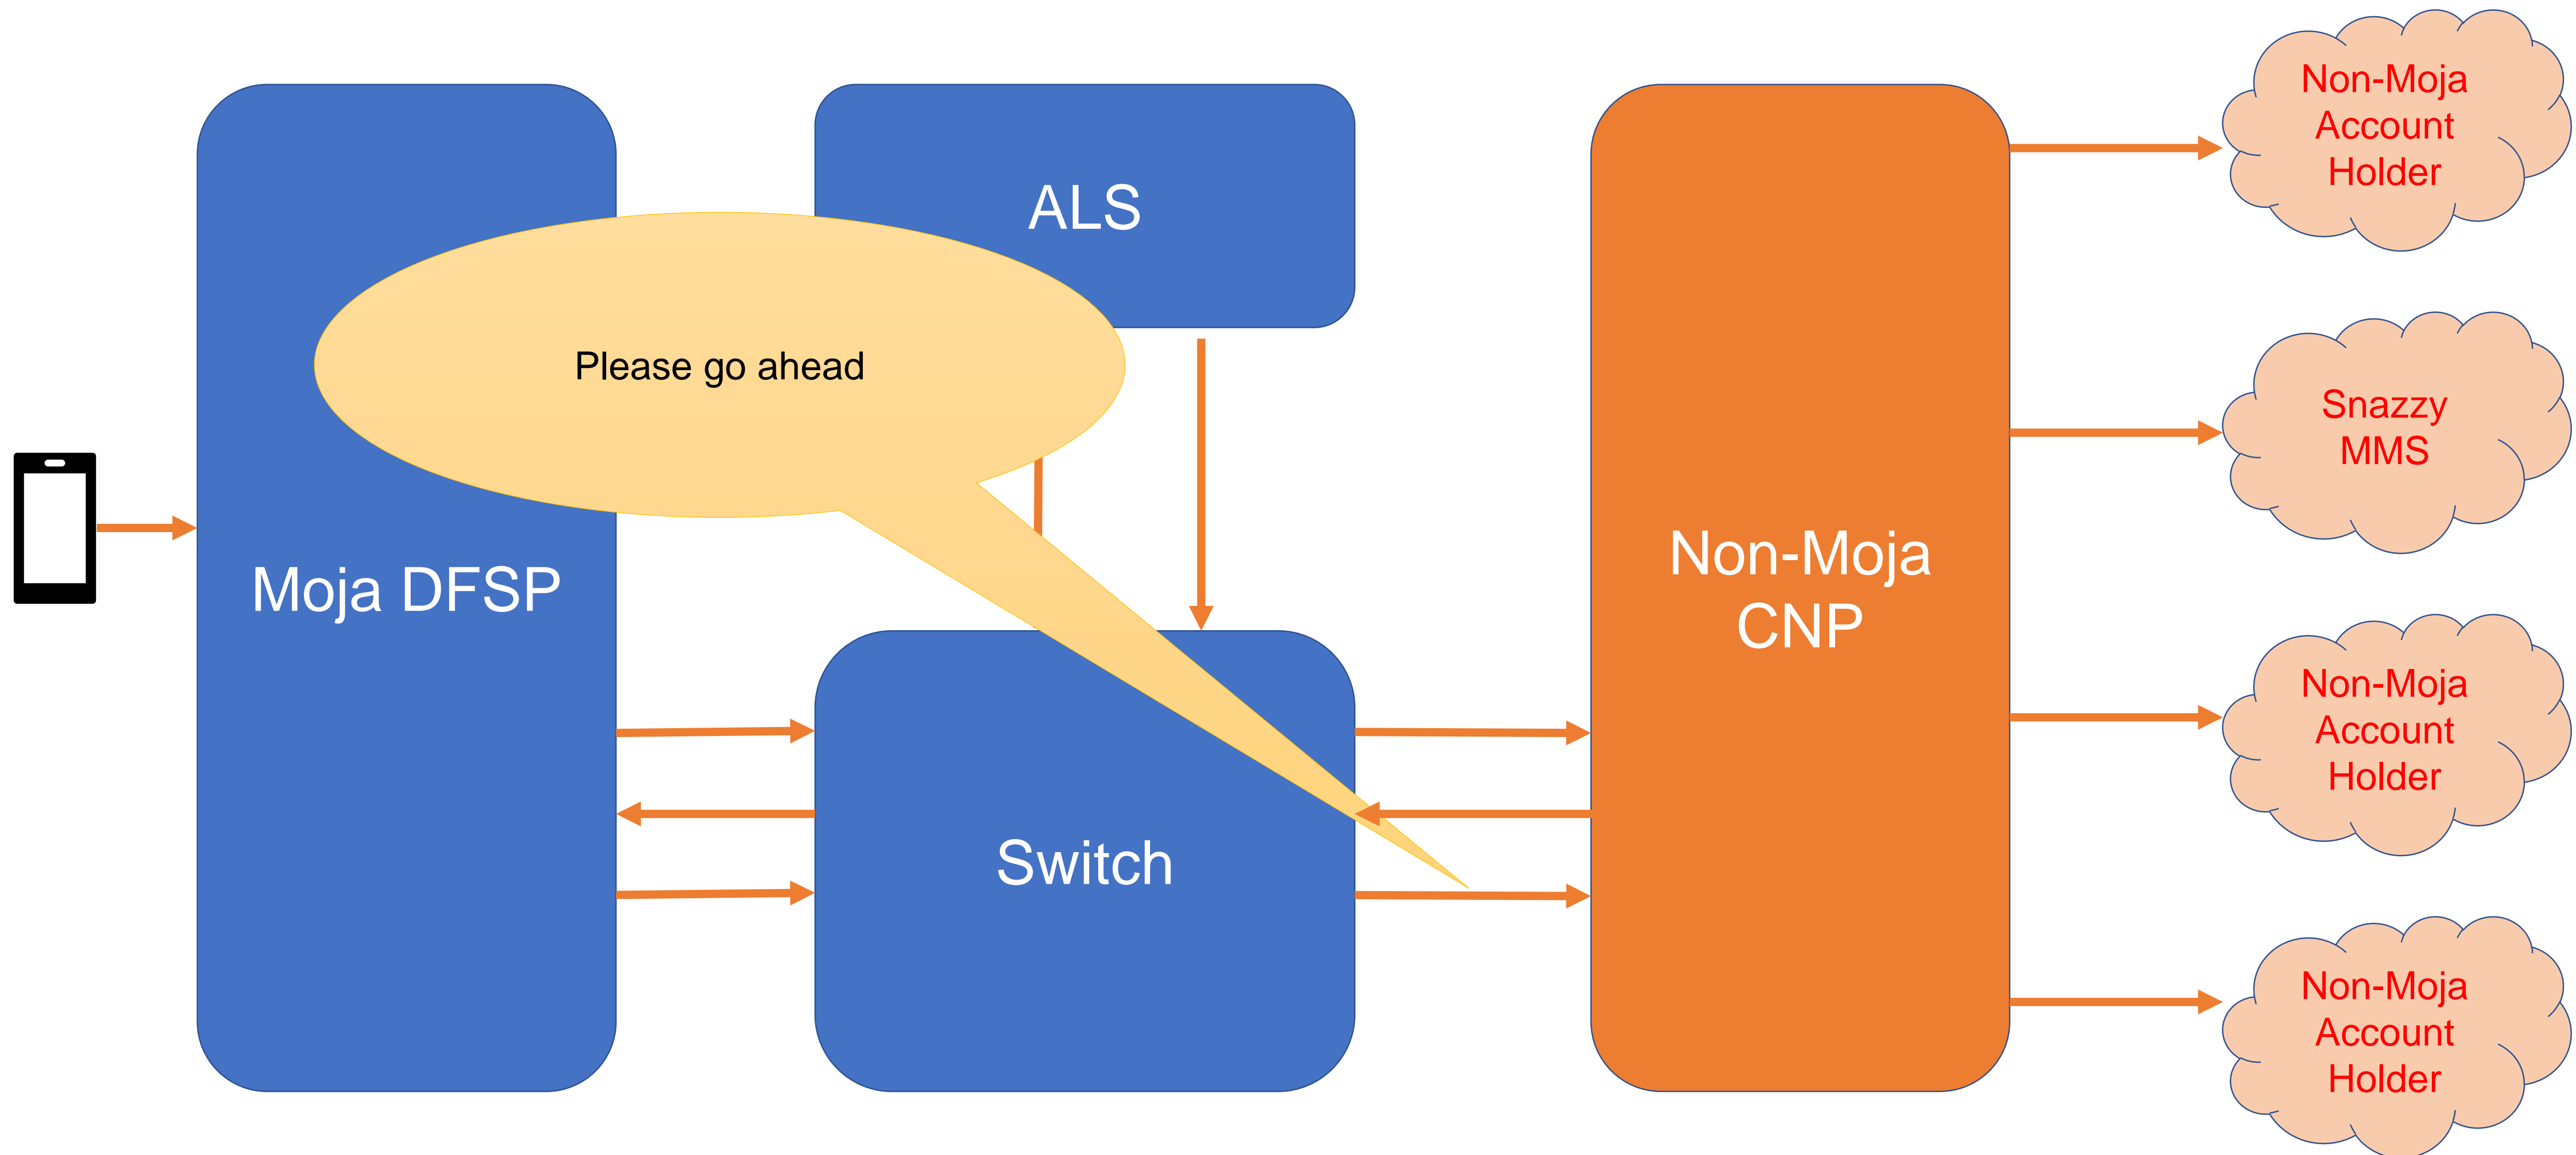 Moja DFSP
ALS
Please go ahead
Switch
Non-Moja
CNP
Non-Moja
Account
Holder
Snazzy
MMS
Non-Moja
Account
Holder
Non-Moja
Account
Holder